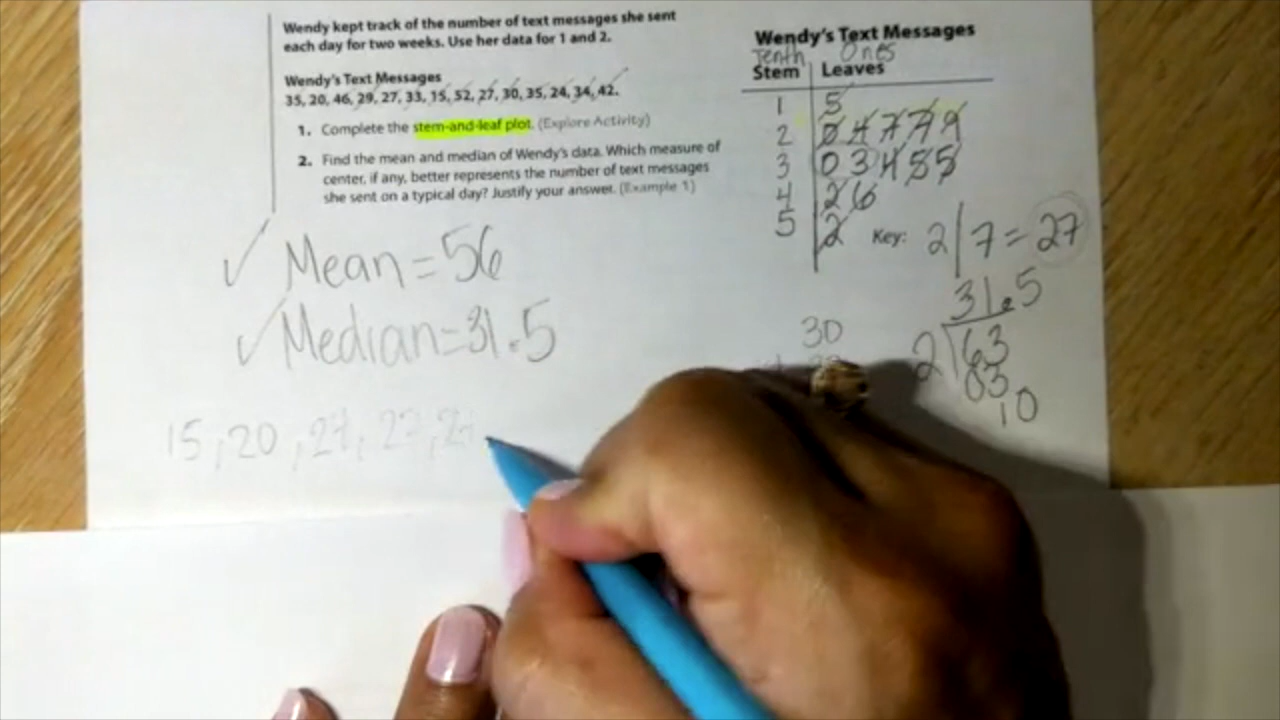 Wendy kept track of the number of text messages she sent
each day for two weeks. Use her data for 1 and 2.
Wendy's Text Messages
35, 20, 46, 29, 27, 33, 15, 52, 27, 30, 35, 24, 34, 42.
1. Complete the stem-and-leaf plot. (Explore Activity)
2. Find the mean and median of Wendy's data. Which measure of
center, if any, better represents the number of text messages
she sent on a typical day? Justify your answer. (Example 1)
Wendy's Text Messages
Tenth Ones
Stem Leaves
1 5
2 0 4 7 7 9
3 0 3 4 5 5
4 2 6
5 2
Key: 2|7=27
Mean=56
Median=31.5
31.5
2 63
03
10
30
15, 20, 27, 27,